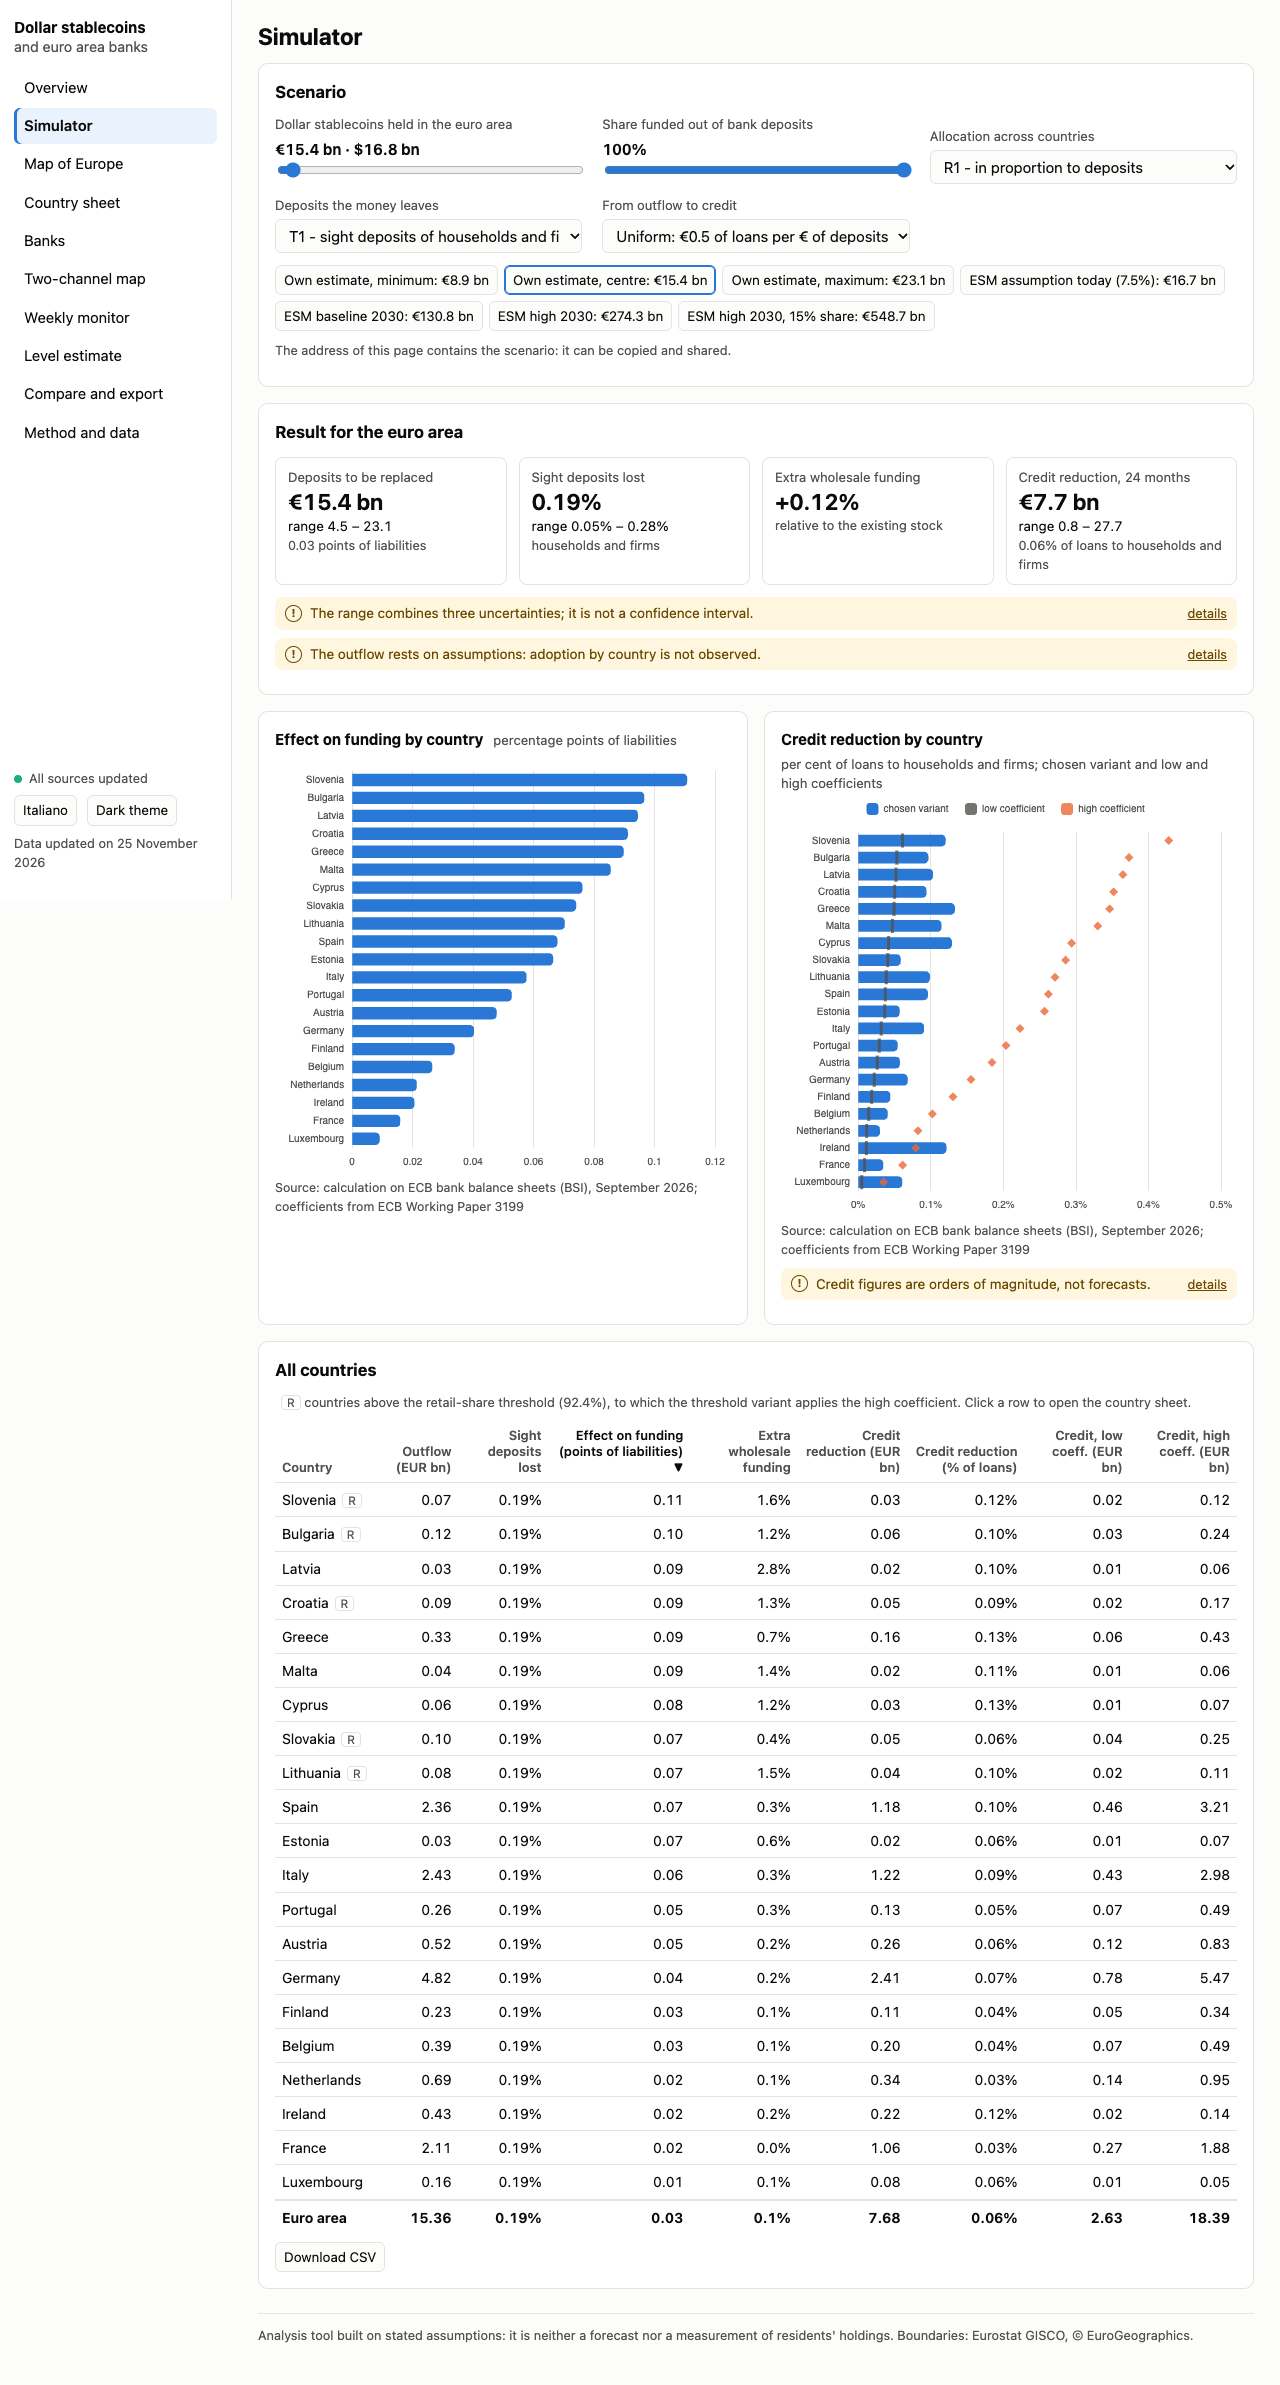 Dollar stablecoins
and euro area banks
Overview
Simulator
Map of Europe
Country sheet
Banks
Two-channel map
Weekly monitor
Level estimate
Compare and export
Method and data
All sources updated
Italiano
Dark theme
Data updated on 25 November
2026
Simulator
Scenario
Dollar stablecoins held in the euro area
€15.4 bn · $16.8 bn
Share funded out of bank deposits
100%
Allocation across countries
R1 - in proportion to deposits
Deposits the money leaves
T1 - sight deposits of households and fi
From outflow to credit
Uniform: €0.5 of loans per € of deposits
Own estimate, minimum: €8.9 bn
Own estimate, centre: €15.4 bn
Own estimate, maximum: €23.1 bn
ESM assumption today (7.5%): €16.7 bn
ESM baseline 2030: €130.8 bn
ESM high 2030: €274.3 bn
ESM high 2030, 15% share: €548.7 bn
The address of this page contains the scenario: it can be copied and shared.
Result for the euro area
Deposits to be replaced
€15.4 bn
range 4.5 – 23.1
0.03 points of liabilities
Sight deposits lost
0.19%
range 0.05% – 0.28%
households and firms
Extra wholesale funding
+0.12%
relative to the existing stock
Credit reduction, 24 months
€7.7 bn
range 0.8 – 27.7
0.06% of loans to households and
firms
The range combines three uncertainties; it is not a confidence interval. details
The outflow rests on assumptions: adoption by country is not observed. details
Effect on funding by country percentage points of liabilities
Slovenia
Bulgaria
Latvia
Croatia
Greece
Malta
Cyprus
Slovakia
Lithuania
Spain
Estonia
Italy
Portugal
Austria
Germany
Finland
Belgium
Netherlands
Ireland
France
Luxembourg
0 0.02 0.04 0.06 0.08 0.1 0.12
Source: calculation on ECB bank balance sheets (BSI), September 2026;
coefficients from ECB Working Paper 3199
Credit reduction by country
per cent of loans to households and firms; chosen variant and low and
high coefficients
chosen variant low coefficient high coefficient
Slovenia
Bulgaria
Latvia
Croatia
Greece
Malta
Cyprus
Slovakia
Lithuania
Spain
Estonia
Italy
Portugal
Austria
Germany
Finland
Belgium
Netherlands
Ireland
France
Luxembourg
0% 0.1% 0.2% 0.3% 0.4% 0.5%
Source: calculation on ECB bank balance sheets (BSI), September 2026;
coefficients from ECB Working Paper 3199
Credit figures are orders of magnitude, not forecasts. details
All countries
R countries above the retail-share threshold (92.4%), to which the threshold variant applies the high coefficient. Click a row to open the country sheet.
Country
Outflow
(EUR bn)
Sight
deposits
lost
Effect on funding
(points of liabilities)
▼
Extra
wholesale
funding
Credit
reduction (EUR
bn)
Credit reduction
(% of loans)
Credit, low
coeff. (EUR
bn)
Credit, high
coeff. (EUR
bn)
Slovenia R 0.07 0.19% 0.11 1.6% 0.03 0.12% 0.02 0.12
Bulgaria R 0.12 0.19% 0.10 1.2% 0.06 0.10% 0.03 0.24
Latvia 0.03 0.19% 0.09 2.8% 0.02 0.10% 0.01 0.06
Croatia R 0.09 0.19% 0.09 1.3% 0.05 0.09% 0.02 0.17
Greece 0.33 0.19% 0.09 0.7% 0.16 0.13% 0.06 0.43
Malta 0.04 0.19% 0.09 1.4% 0.02 0.11% 0.01 0.06
Cyprus 0.06 0.19% 0.08 1.2% 0.03 0.13% 0.01 0.07
Slovakia R 0.10 0.19% 0.07 0.4% 0.05 0.06% 0.04 0.25
Lithuania R 0.08 0.19% 0.07 1.5% 0.04 0.10% 0.02 0.11
Spain 2.36 0.19% 0.07 0.3% 1.18 0.10% 0.46 3.21
Estonia 0.03 0.19% 0.07 0.6% 0.02 0.06% 0.01 0.07
Italy 2.43 0.19% 0.06 0.3% 1.22 0.09% 0.43 2.98
Portugal 0.26 0.19% 0.05 0.3% 0.13 0.05% 0.07 0.49
Austria 0.52 0.19% 0.05 0.2% 0.26 0.06% 0.12 0.83
Germany 4.82 0.19% 0.04 0.2% 2.41 0.07% 0.78 5.47
Finland 0.23 0.19% 0.03 0.1% 0.11 0.04% 0.05 0.34
Belgium 0.39 0.19% 0.03 0.1% 0.20 0.04% 0.07 0.49
Netherlands 0.69 0.19% 0.02 0.1% 0.34 0.03% 0.14 0.95
Ireland 0.43 0.19% 0.02 0.2% 0.22 0.12% 0.02 0.14
France 2.11 0.19% 0.02 0.0% 1.06 0.03% 0.27 1.88
Luxembourg 0.16 0.19% 0.01 0.1% 0.08 0.06% 0.01 0.05
Euro area 15.36 0.19% 0.03 0.1% 7.68 0.06% 2.63 18.39
Download CSV
Analysis tool built on stated assumptions: it is neither a forecast nor a measurement of residents' holdings. Boundaries: Eurostat GISCO, © EuroGeographics.